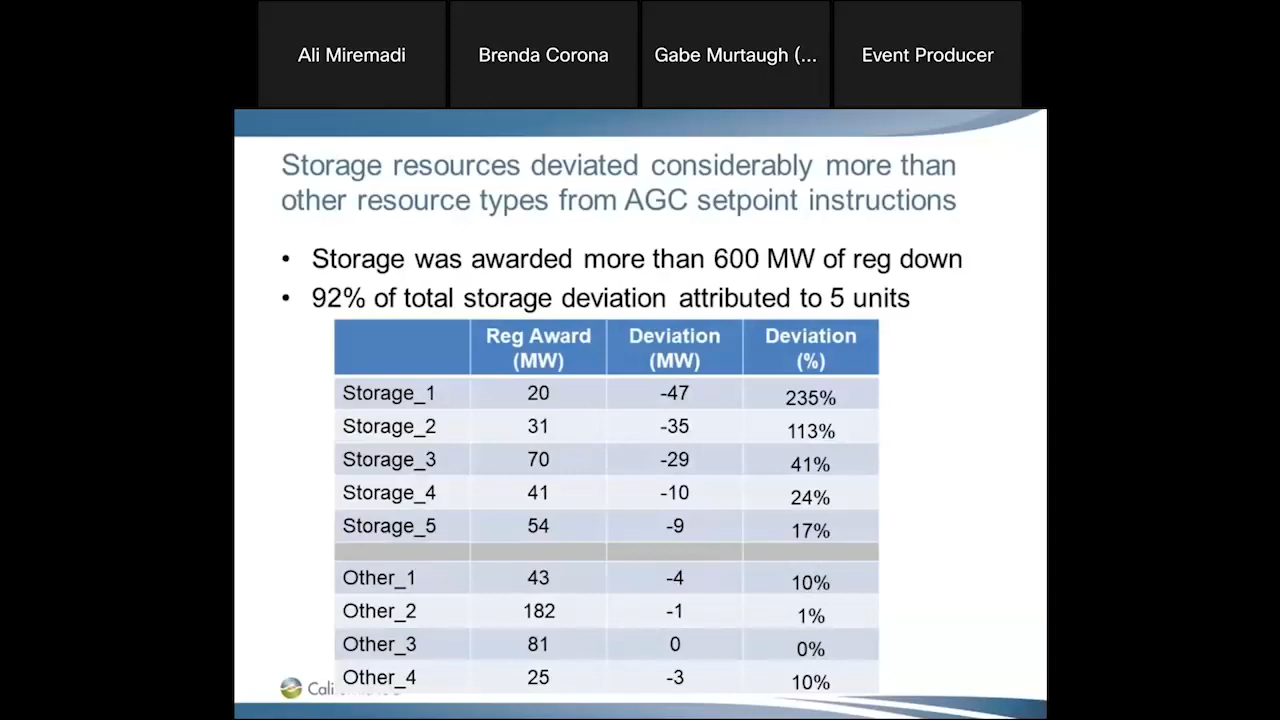 Ali Miremadi
Brenda Corona
Gabe Murtaugh (...
Event Producer
Storage resources deviated considerably more than
other resource types from AGC setpoint instructions
• Storage was awarded more than 600 MW of reg down
• 92% of total storage deviation attributed to 5 units
Reg Award (MW) Deviation (MW) Deviation (%)
Storage_1 20 -47 235%
Storage_2 31 -35 113%
Storage_3 70 -29 41%
Storage_4 41 -10 24%
Storage_5 54 -9 17%
Other_1 43 -4 10%
Other_2 182 -1 1%
Other_3 81 0 0%
Other_4 25 -3 10%